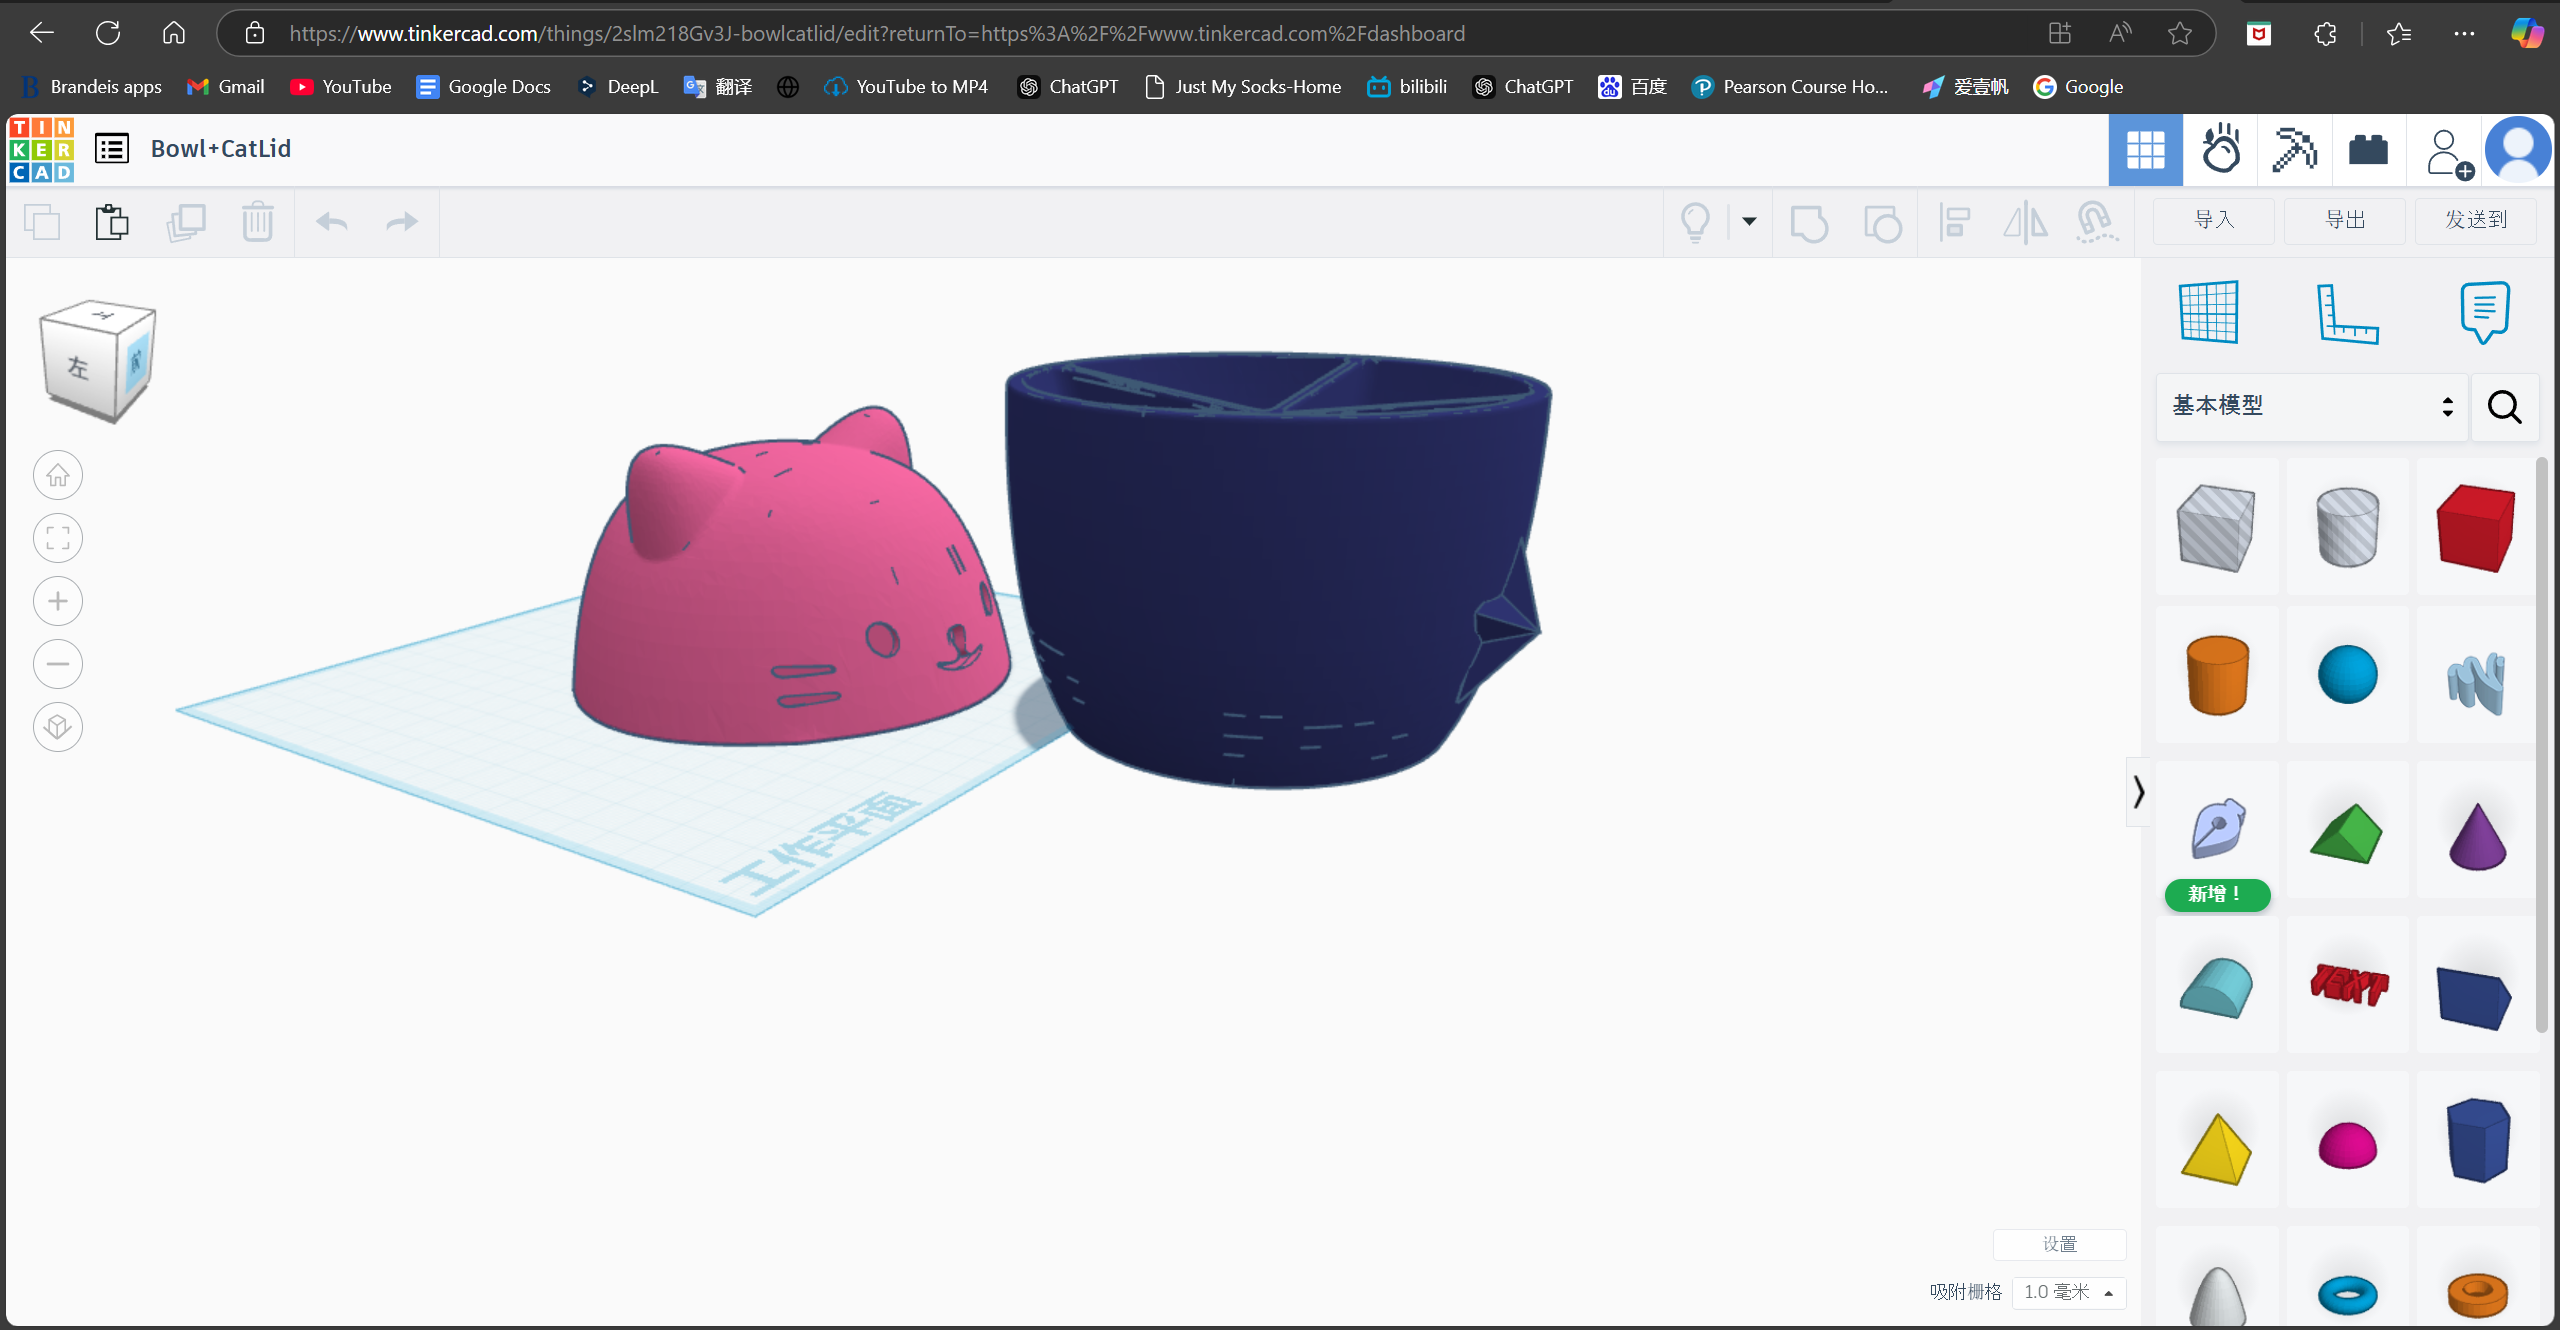 https://www.tinkercad.com/things/2slm218Gv3J-bowlcatlid/edit?returnTo=https%3A%2F%2Fwww.tinkercad.com%2Fdashboard
B Brandeis apps Gmail YouTube Google Docs DeepL 翻译 YouTube to MP4 ChatGPT Just My Socks-Home bilibili ChatGPT 百度 Pearson Course Ho... 爱壹帆 Google
TIN
KER
CAD
Bowl+CatLid
导入 导出 发送到
左
基本模型
工作平面
新增！
TEXT
设置
吸附栅格 1.0 毫米